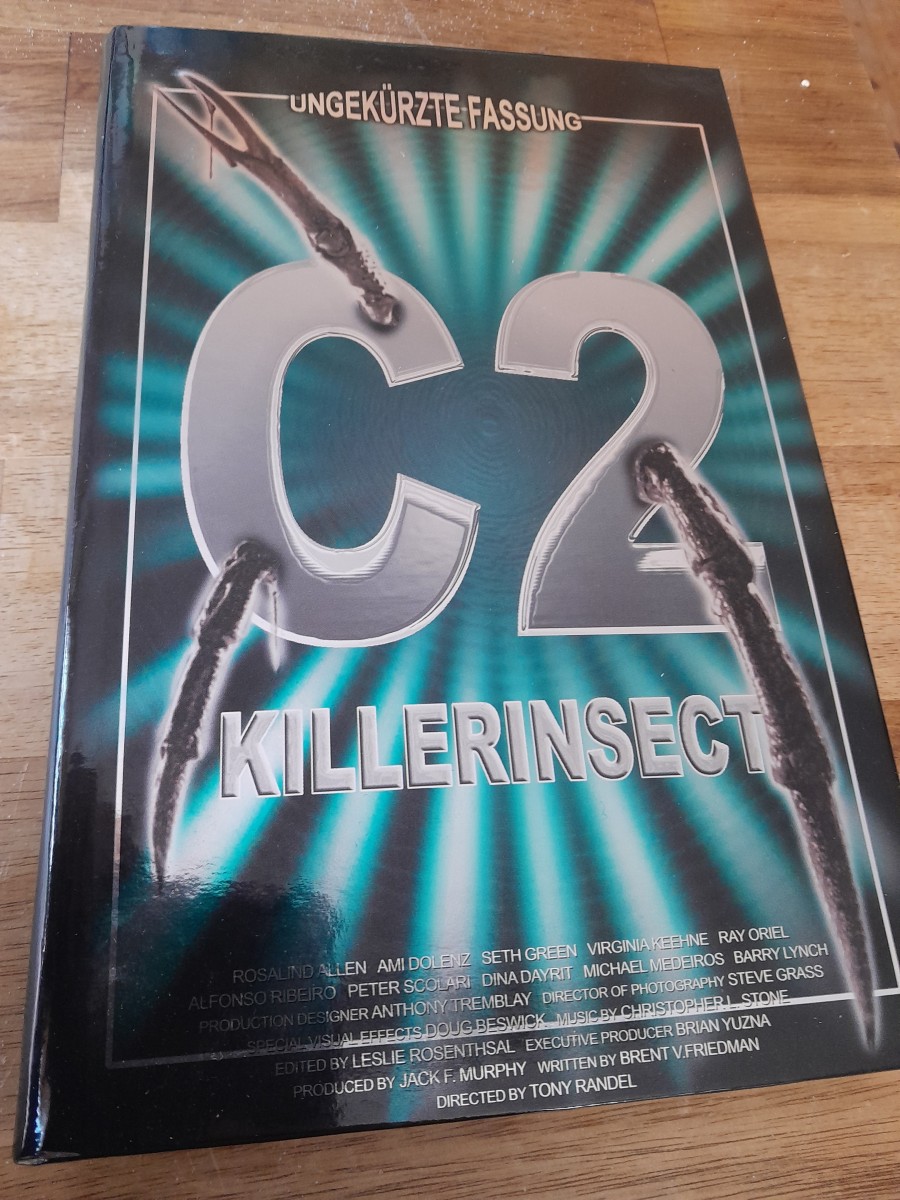 UNGEKÜRZTE FASSUNG
C2
KILLERINSECT
ROSALIND ALLEN AMI DOLENZ SETH GREEN VIRGINIA KEEHNE RAY ORIEL
ALFONSO RIBEIRO PETER SCOLARI DINA DAYRIT MICHAEL MEDEIROS BARRY LYNCH
PRODUCTION DESIGNER ANTHONY TREMBLAY DIRECTOR OF PHOTOGRAPHY STEVE GRASS
SPECIAL VISUAL EFFECTS DOUG BESWICK MUSIC BY CHRISTOPHER L. STONE
EDITED BY LESLIE ROSENTHSAL EXECUTIVE PRODUCER BRIAN YUZNA
PRODUCED BY JACK F. MURPHY WRITTEN BY BRENT V.FRIEDMAN
DIRECTED BY TONY RANDEL